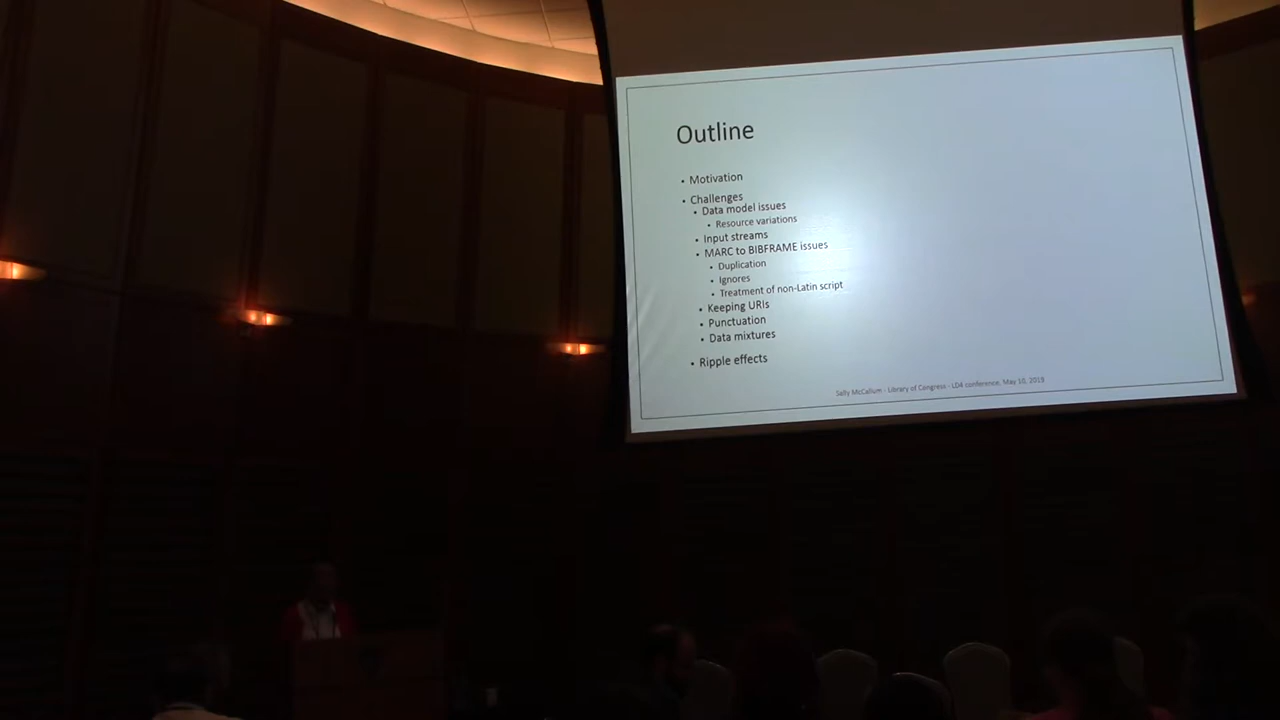 Outline
• Motivation
• Challenges
• Data model issues
• Resource variations
• Input streams
• MARC to BIBFRAME issues
• Duplication
• Ignores
• Treatment of non-Latin script
• Keeping URIs
• Punctuation
• Data mixtures
• Ripple effects
Sally McCallum - Library of Congress - LD4 conference, May 10, 2019